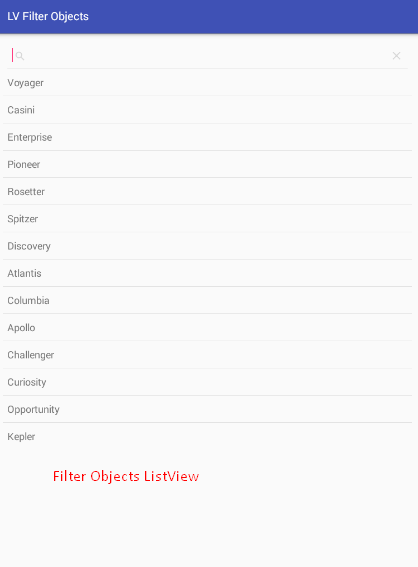 LV Filter Objects
Voyager
Casini
Enterprise
Pioneer
Rosetter
Spitzer
Discovery
Atlantis
Columbia
Apollo
Challenger
Curiosity
Opportunity
Kepler
Filter Objects ListView